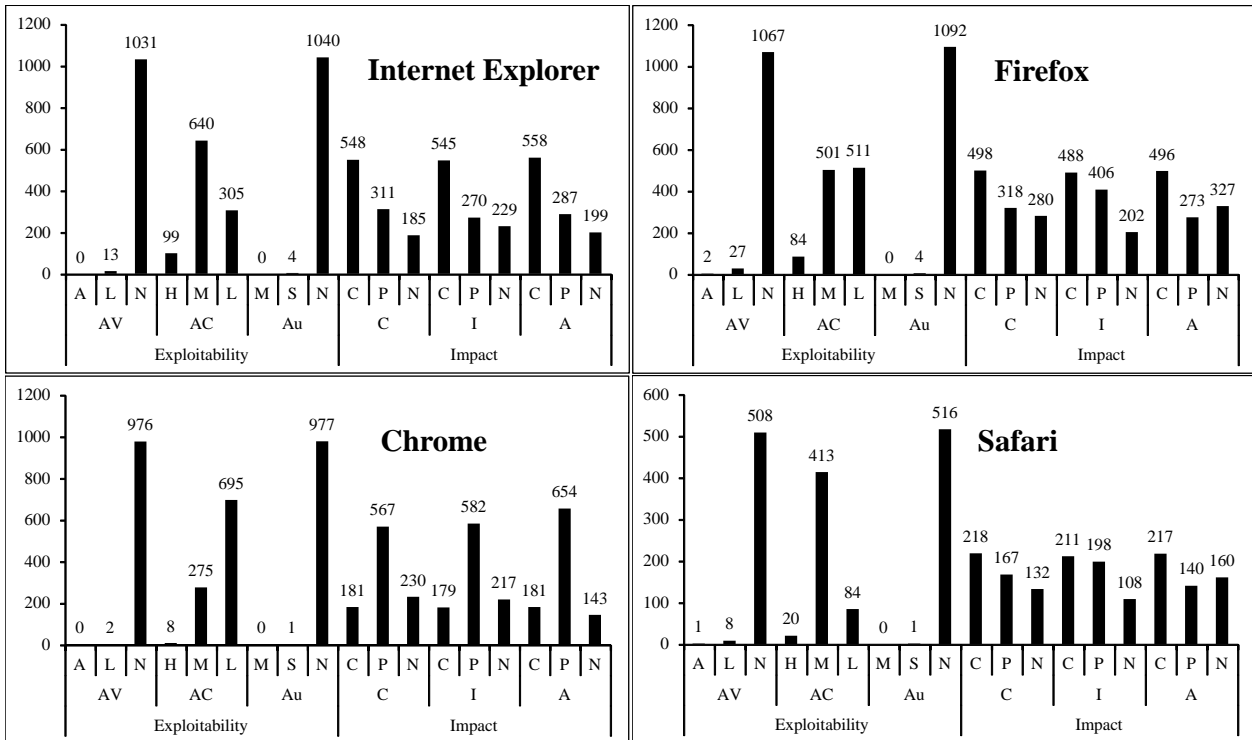 Internet Explorer
1200
1000
800
600
400
200
0
0 13 1031 99 640 305 0 4 1040 548 311 185 545 270 229 558 287 199
A L N H M L M S N C P N C P N C P N
AV AC Au C I A
Exploitability Impact
Firefox
1200
1000
800
600
400
200
0
2 27 1067 84 501 511 0 4 1092 498 318 280 488 406 202 496 273 327
A L N H M L M S N C P N C P N C P N
AV AC Au C I A
Exploitability Impact
Chrome
1200
1000
800
600
400
200
0
0 2 976 8 275 695 0 1 977 181 567 230 179 582 217 181 654 143
A L N H M L M S N C P N C P N C P N
AV AC Au C I A
Exploitability Impact
Safari
600
500
400
300
200
100
0
1 8 508 20 413 84 0 1 516 218 167 132 211 198 108 217 140 160
A L N H M L M S N C P N C P N C P N
AV AC Au C I A
Exploitability Impact